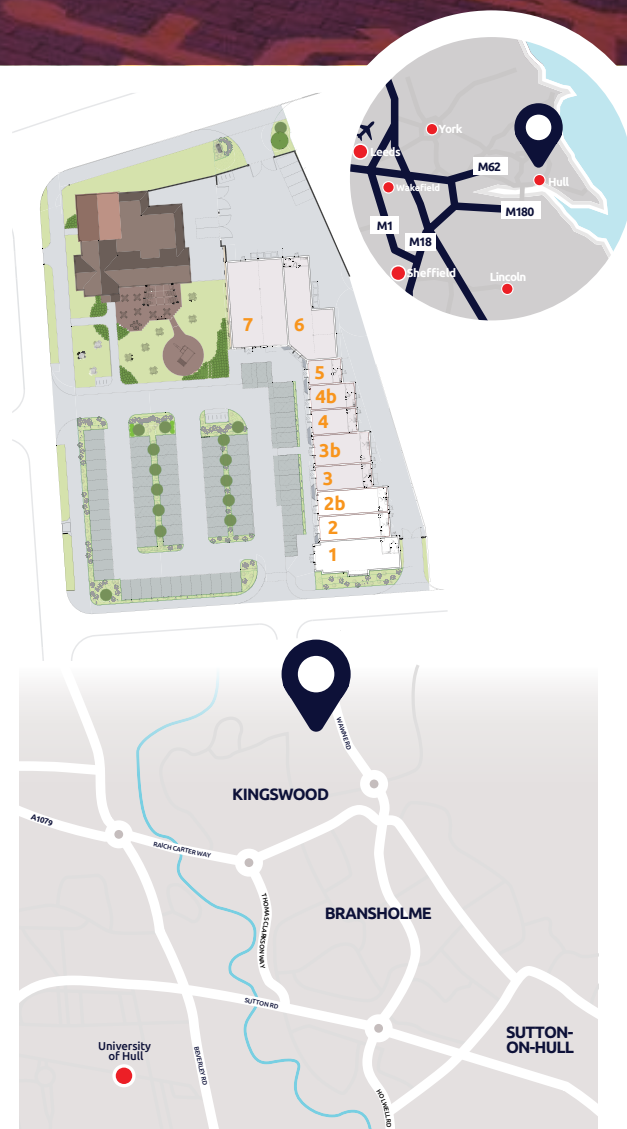 York
Leeds
M62
Hull
Wakefield
M180
M1
M18
Sheffield
Lincoln
7
6
5
4b
4
3b
3
2b
2
1
WAWNE RD
KINGSWOOD
A1079
RAICH CARTER WAY
THOMAS CLARKSON WAY
BRANSHOLME
SUTTON RD
SUTTON-
ON-HULL
University
of Hull
BEVERLEY RD
HOLWELL RD